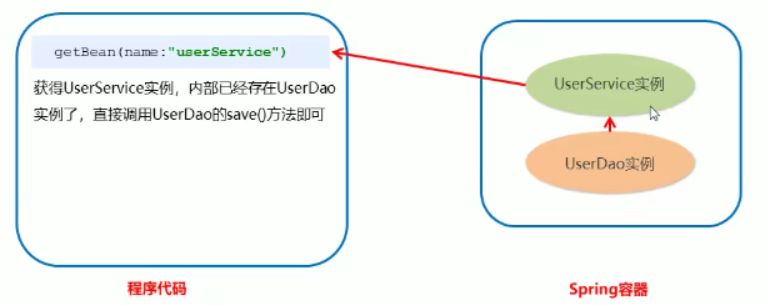 getBean(name:"userService")
获得UserService实例，内部已经存在UserDao
实例了，直接调用UserDao的save()方法即可
程序代码
UserService实例
UserDao实例
Spring容器